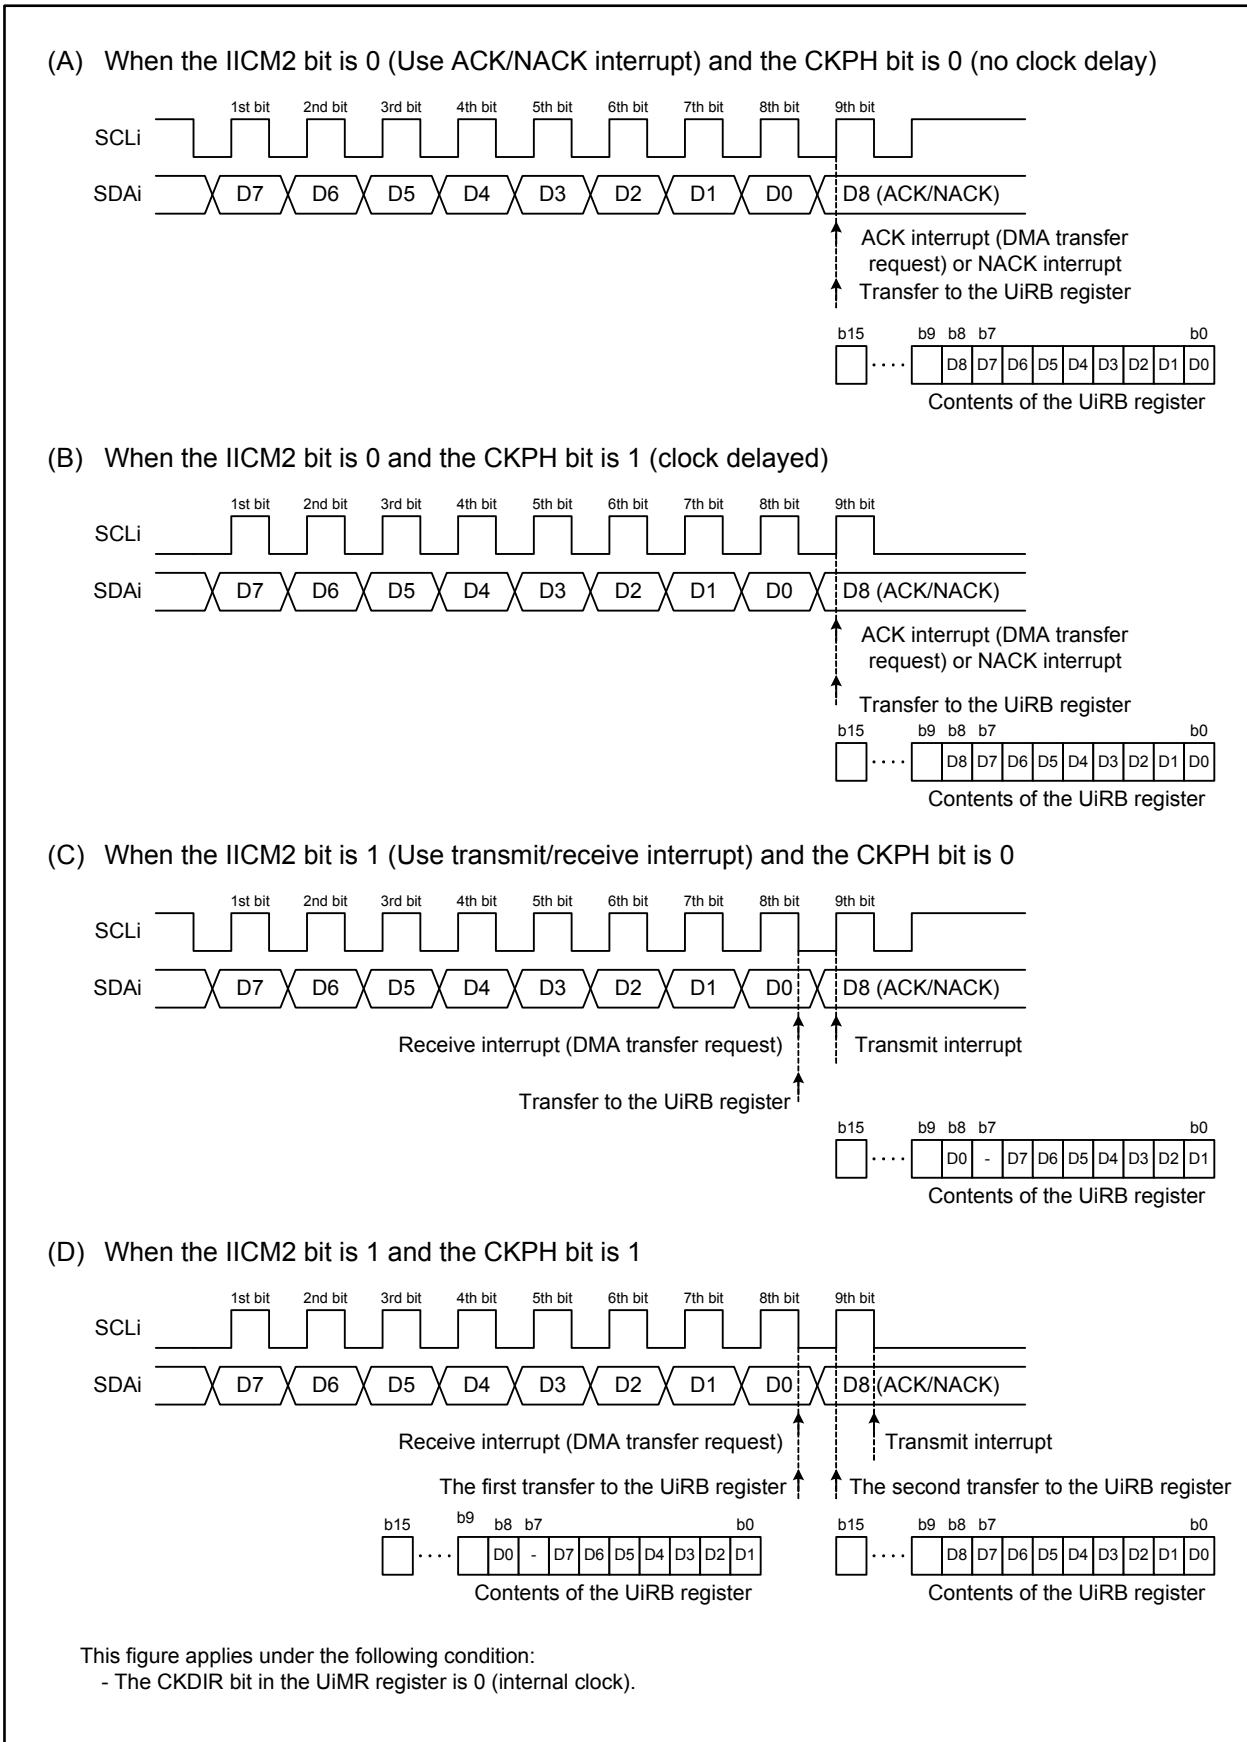 (A) When the IICM2 bit is 0 (Use ACK/NACK interrupt) and the CKPH bit is 0 (no clock delay)
1st bit 2nd bit 3rd bit 4th bit 5th bit 6th bit 7th bit 8th bit 9th bit
SCLi
SDAi D7 D6 D5 D4 D3 D2 D1 D0 D8 (ACK/NACK)
ACK interrupt (DMA transfer
request) or NACK interrupt
Transfer to the UiRB register
b15 b9 b8 b7 b0
.... D8 D7 D6 D5 D4 D3 D2 D1 D0
Contents of the UiRB register
(B) When the IICM2 bit is 0 and the CKPH bit is 1 (clock delayed)
1st bit 2nd bit 3rd bit 4th bit 5th bit 6th bit 7th bit 8th bit 9th bit
SCLi
SDAi D7 D6 D5 D4 D3 D2 D1 D0 D8 (ACK/NACK)
ACK interrupt (DMA transfer
request) or NACK interrupt
Transfer to the UiRB register
b15 b9 b8 b7 b0
.... D8 D7 D6 D5 D4 D3 D2 D1 D0
Contents of the UiRB register
(C) When the IICM2 bit is 1 (Use transmit/receive interrupt) and the CKPH bit is 0
1st bit 2nd bit 3rd bit 4th bit 5th bit 6th bit 7th bit 8th bit 9th bit
SCLi
SDAi D7 D6 D5 D4 D3 D2 D1 D0 D8 (ACK/NACK)
Receive interrupt (DMA transfer request) Transmit interrupt
Transfer to the UiRB register
b15 b9 b8 b7 b0
.... D0 - D7 D6 D5 D4 D3 D2 D1
Contents of the UiRB register
(D) When the IICM2 bit is 1 and the CKPH bit is 1
1st bit 2nd bit 3rd bit 4th bit 5th bit 6th bit 7th bit 8th bit 9th bit
SCLi
SDAi D7 D6 D5 D4 D3 D2 D1 D0 D8 (ACK/NACK)
Receive interrupt (DMA transfer request) Transmit interrupt
The first transfer to the UiRB register The second transfer to the UiRB register
b15 b9 b8 b7 b0 b15 b9 b8 b7 b0
.... D0 - D7 D6 D5 D4 D3 D2 D1 .... D8 D7 D6 D5 D4 D3 D2 D1 D0
Contents of the UiRB register Contents of the UiRB register
This figure applies under the following condition:
- The CKDIR bit in the UiMR register is 0 (internal clock).